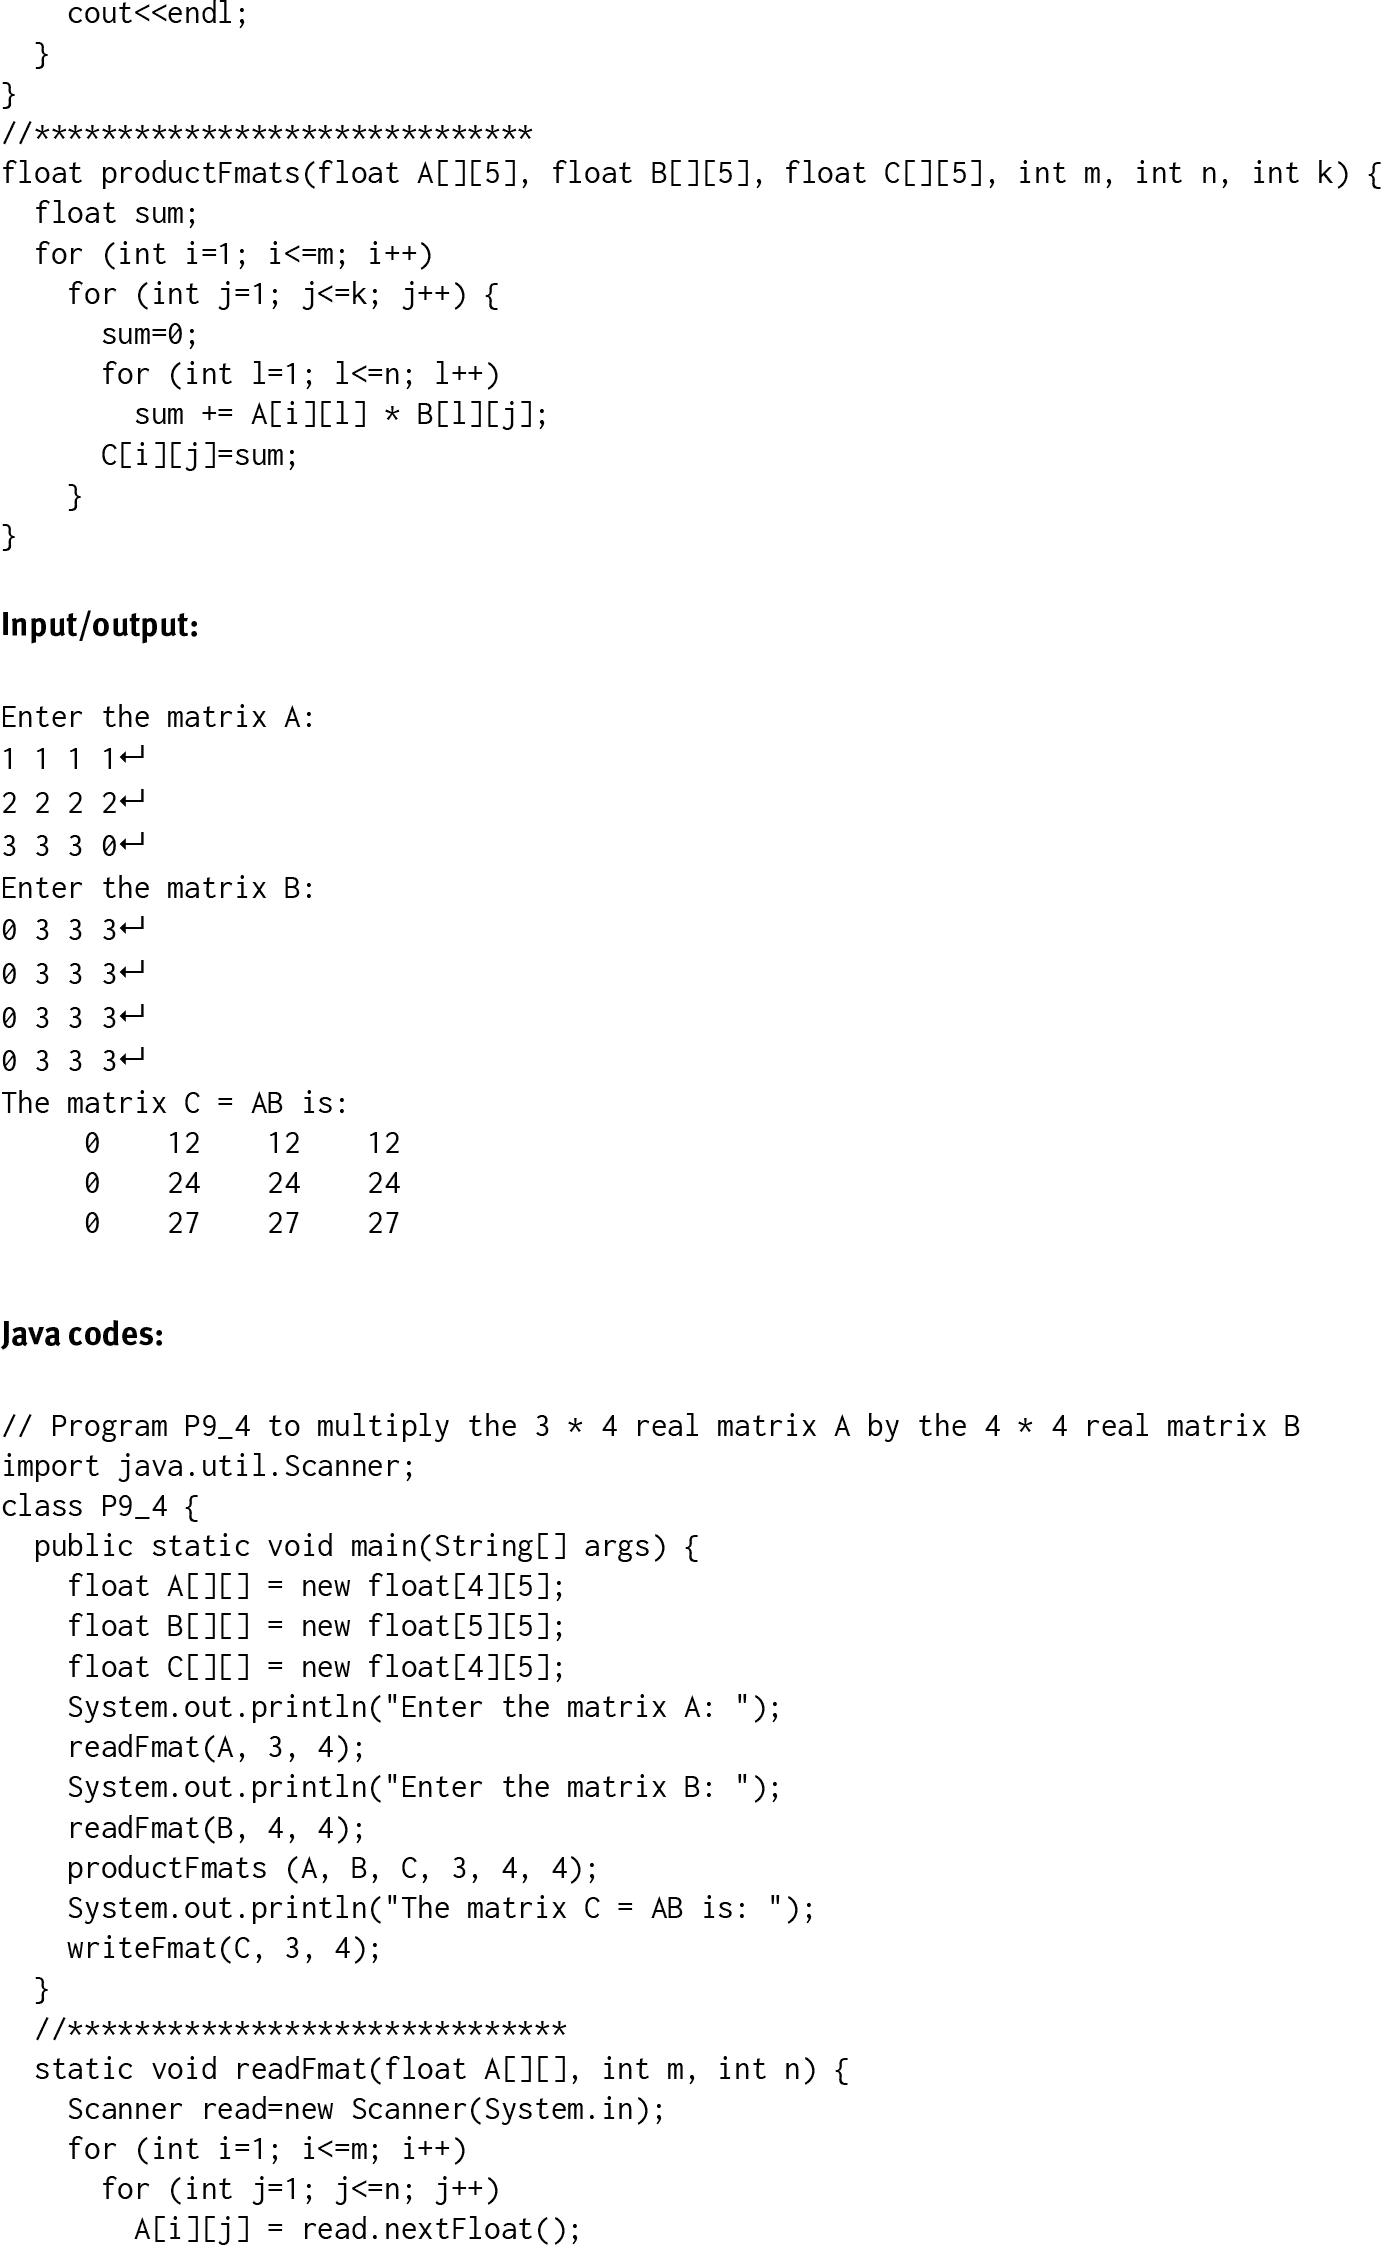 cout<<endl;
  }
}
//******************************
float productFmats(float A[][5], float B[][5], float C[][5], int m, int n, int k) {
  float sum;
  for (int i=1; i<=m; i++)
    for (int j=1; j<=k; j++) {
      sum=0;
      for (int l=1; l<=n; l++)
        sum += A[i][l] * B[l][j];
      C[i][j]=sum;
    }
}
Input/output:
Enter the matrix A:
1 1 1 1↵
2 2 2 2↵
3 3 3 0↵
Enter the matrix B:
0 3 3 3↵
0 3 3 3↵
0 3 3 3↵
0 3 3 3↵
The matrix C = AB is:
     0    12    12    12
     0    24    24    24
     0    27    27    27
Java codes:
// Program P9_4 to multiply the 3 * 4 real matrix A by the 4 * 4 real matrix B
import java.util.Scanner;
class P9_4 {
  public static void main(String[] args) {
    float A[][] = new float[4][5];
    float B[][] = new float[5][5];
    float C[][] = new float[4][5];
    System.out.println("Enter the matrix A: ");
    readFmat(A, 3, 4);
    System.out.println("Enter the matrix B: ");
    readFmat(B, 4, 4);
    productFmats (A, B, C, 3, 4, 4);
    System.out.println("The matrix C = AB is: ");
    writeFmat(C, 3, 4);
  }
  //******************************
  static void readFmat(float A[][], int m, int n) {
    Scanner read=new Scanner(System.in);
    for (int i=1; i<=m; i++)
      for (int j=1; j<=n; j++)
        A[i][j] = read.nextFloat();